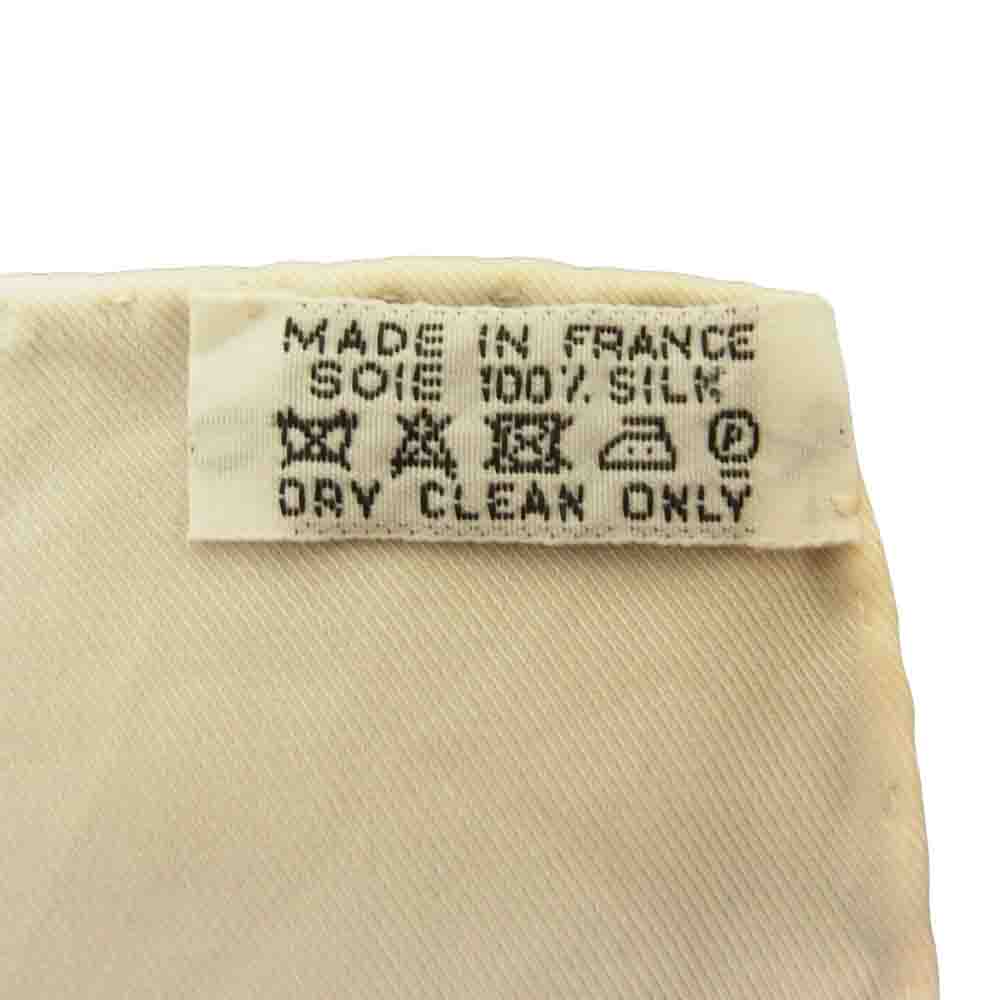 MADE IN FRANCE
SOIE 100% SILK
P
DRY CLEAN ONLY